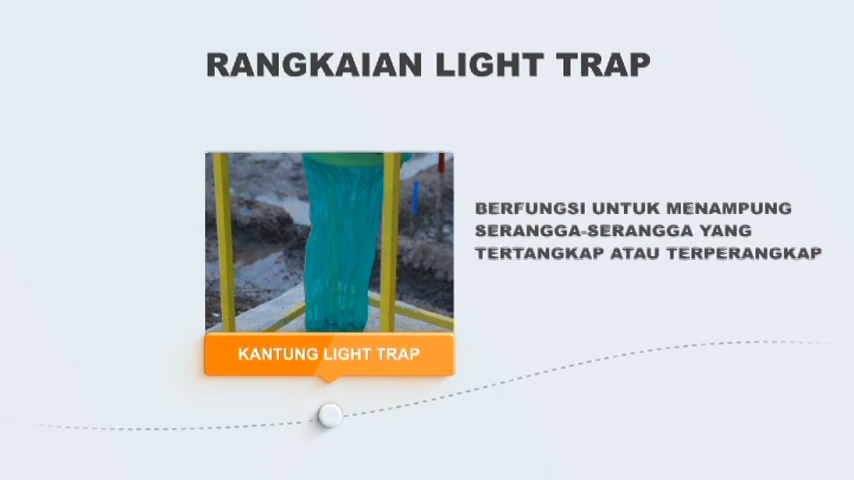 RANGKAIAN LIGHT TRAP
BERFUNGSI UNTUK MENAMPUNG
SERANGGA-SERANGGA YANG
TERTANGKAP ATAU TERPERANGKAP
KANTUNG LIGHT TRAP